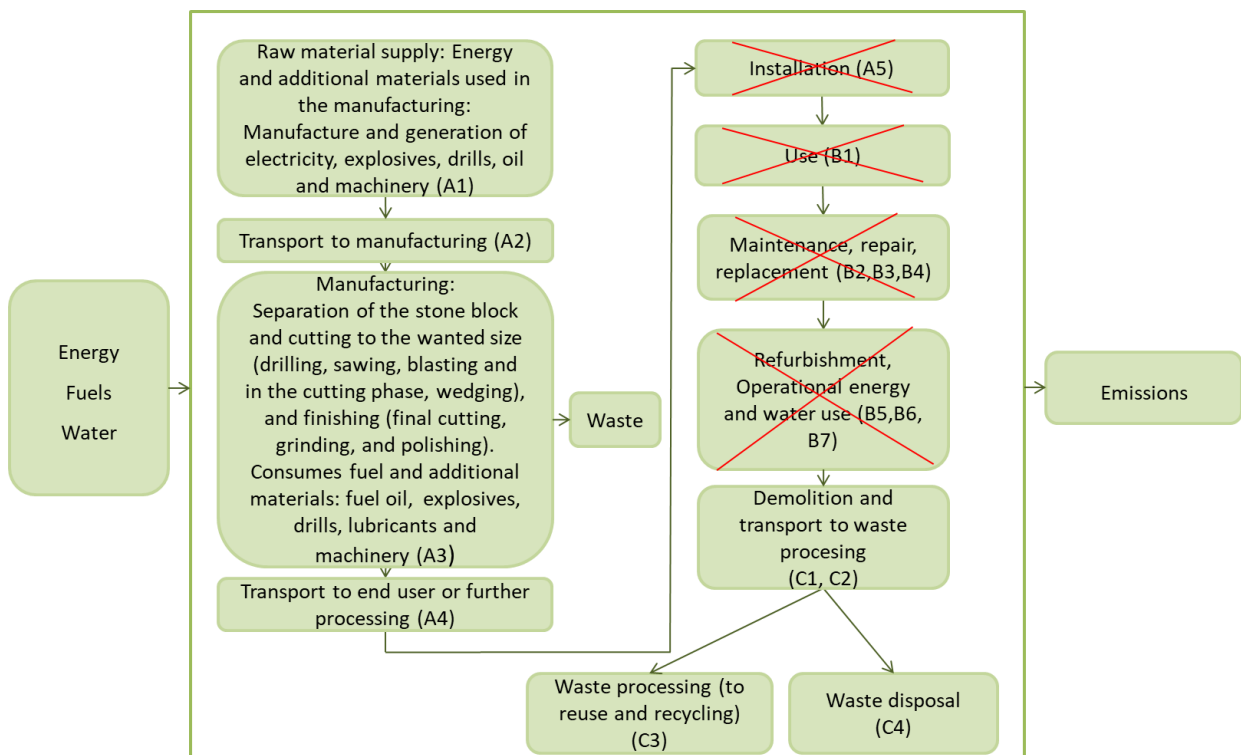 Energy
Fuels
Water
Raw material supply: Energy
and additional materials used in
the manufacturing:
Manufacture and generation of
electricity, explosives, drills, oil
and machinery (A1)
Transport to manufacturing (A2)
Manufacturing:
Separation of the stone block
and cutting to the wanted size
(drilling, sawing, blasting and
in the cutting phase, wedging),
and finishing (final cutting,
grinding, and polishing).
Consumes fuel and additional
materials: fuel oil, explosives,
drills, lubricants and
machinery (A3)
Waste
Transport to end user or further
processing (A4)
Installation (A5)
Use (B1)
Maintenance, repair,
replacement (B2,B3,B4)
Refurbishment,
Operational energy
and water use (B5,B6,
B7)
Demolition and
transport to waste
procesing
(C1, C2)
Waste processing (to
reuse and recycling)
(C3)
Waste disposal
(C4)
Emissions